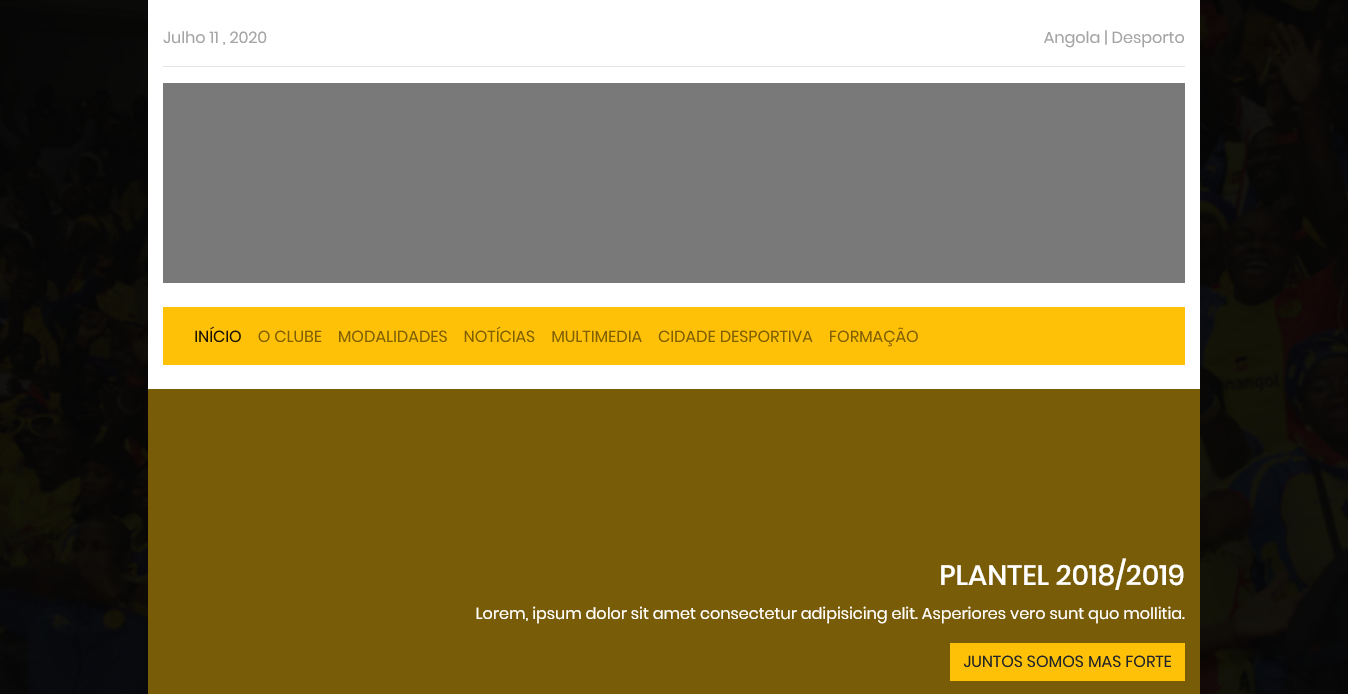 Julho 11 , 2020
Angola | Desporto
INÍCIO O CLUBE MODALIDADES NOTÍCIAS MULTIMEDIA CIDADE DESPORTIVA FORMAÇÃO
PLANTEL 2018/2019
Lorem, ipsum dolor sit amet consectetur adipisicing elit. Asperiores vero sunt quo mollitia.
JUNTOS SOMOS MAS FORTE